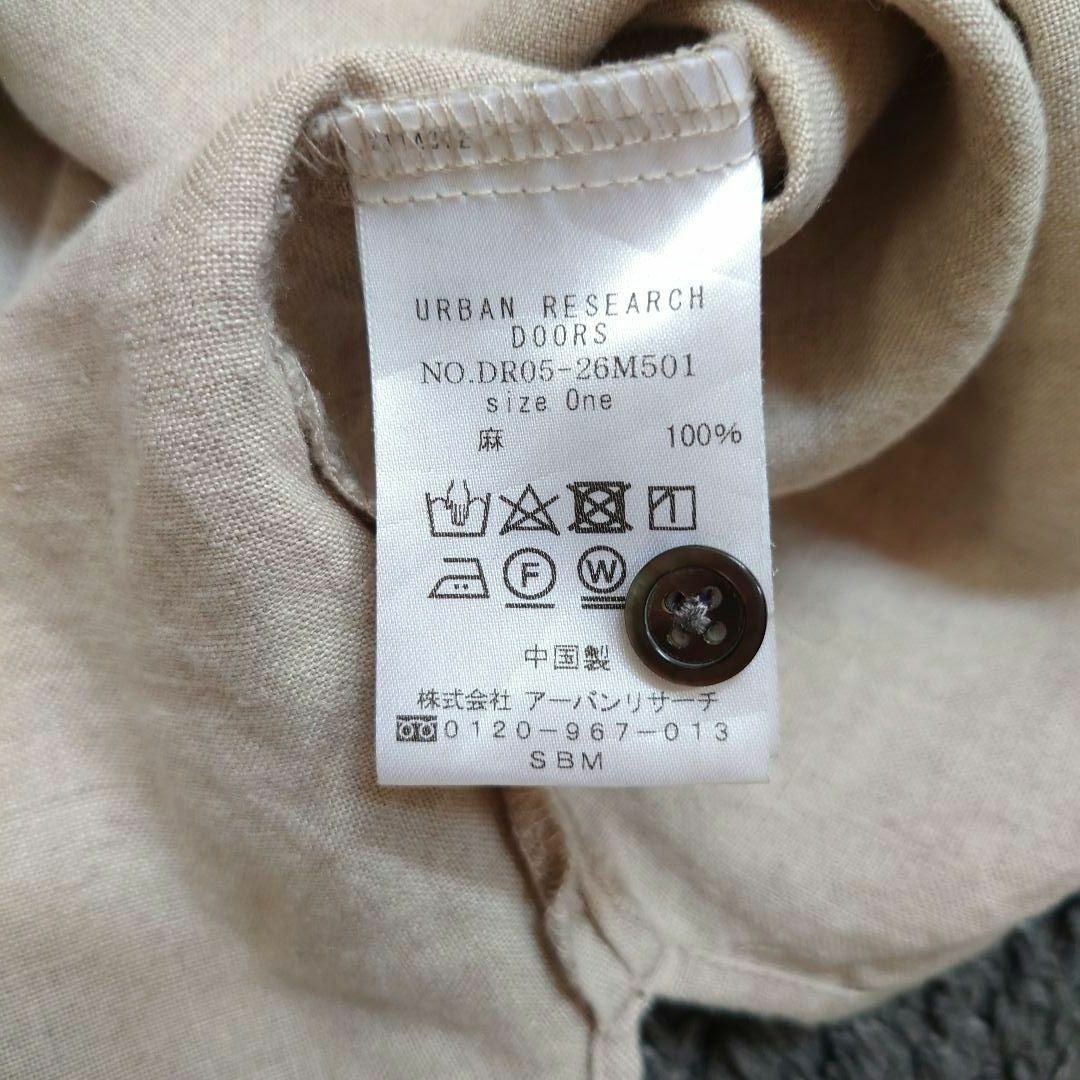 URBAN RESEARCH
DOORS
NO.DR05-26M501
size One
麻 100%
F W
中国製
株式会社 アーバンリサーチ
0120-967-013
SBM